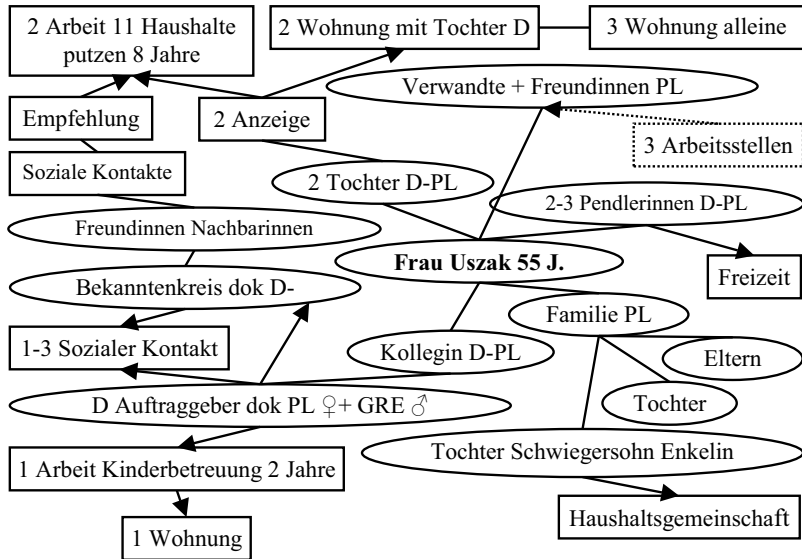 2 Arbeit 11 Haushalte
putzen 8 Jahre
2 Wohnung mit Tochter D
3 Wohnung alleine
Verwandte + Freundinnen PL
Empfehlung
2 Anzeige
3 Arbeitsstellen
Soziale Kontakte
2 Tochter D-PL
2-3 Pendlerinnen D-PL
Freundinnen Nachbarinnen
Frau Uszak 55 J.
Freizeit
Bekanntenkreis dok D-
Familie PL
1-3 Sozialer Kontakt
Kollegin D-PL
Eltern
D Auftraggeber dok PL ♀+ GRE ♂
Tochter
Tochter Schwiegersohn Enkelin
1 Arbeit Kinderbetreuung 2 Jahre
Haushaltsgemeinschaft
1 Wohnung